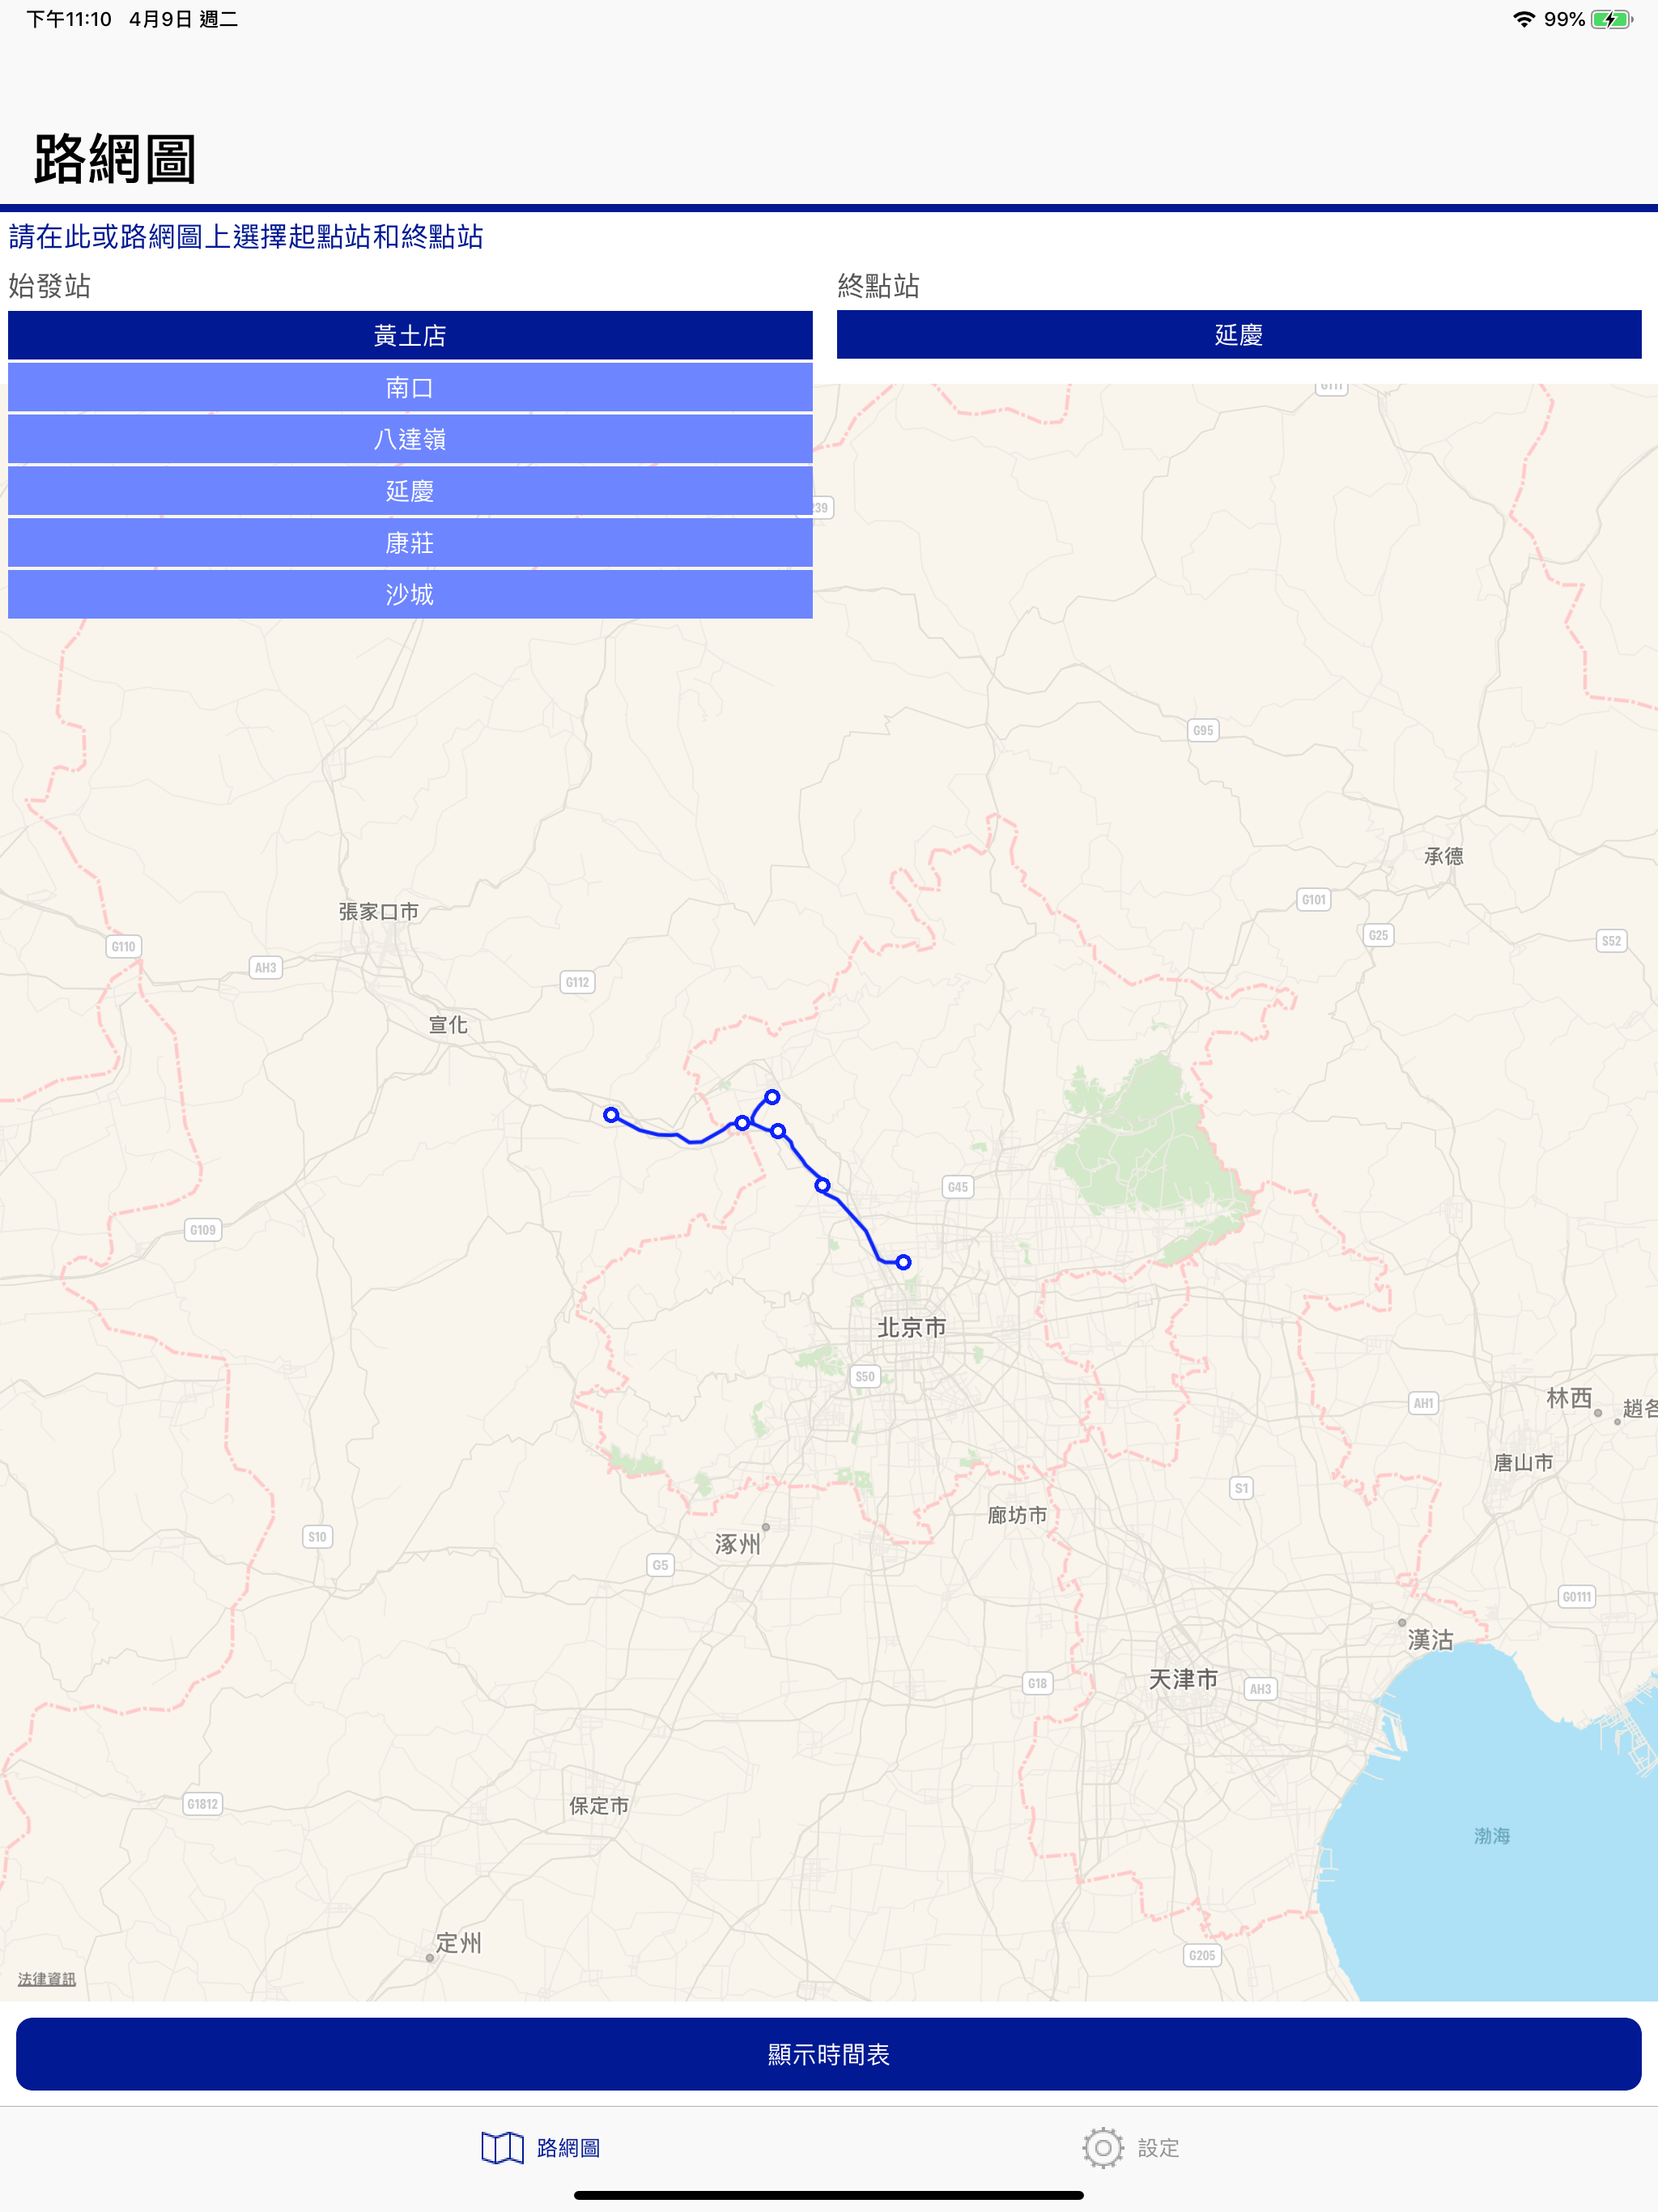 下午11:10 4月9日 週二 99%
路網圖
請在此或路網圖上選擇起點站和終點站
始發站 終點站
黃土店 延慶
南口
八達嶺
延慶
康莊
沙城
G111
G95
承德
G101
張家口市
G25
S52
G110
AH3
G112
宣化
G45
G109
北京市
S50
林西
AH1
趙各
唐山市
S1
廊坊市
S10
涿州
G5
G0111
漢沽
天津市
G18
AH3
G1812
保定市
渤海
定州
G205
法律資訊
顯示時間表
路網圖 設定